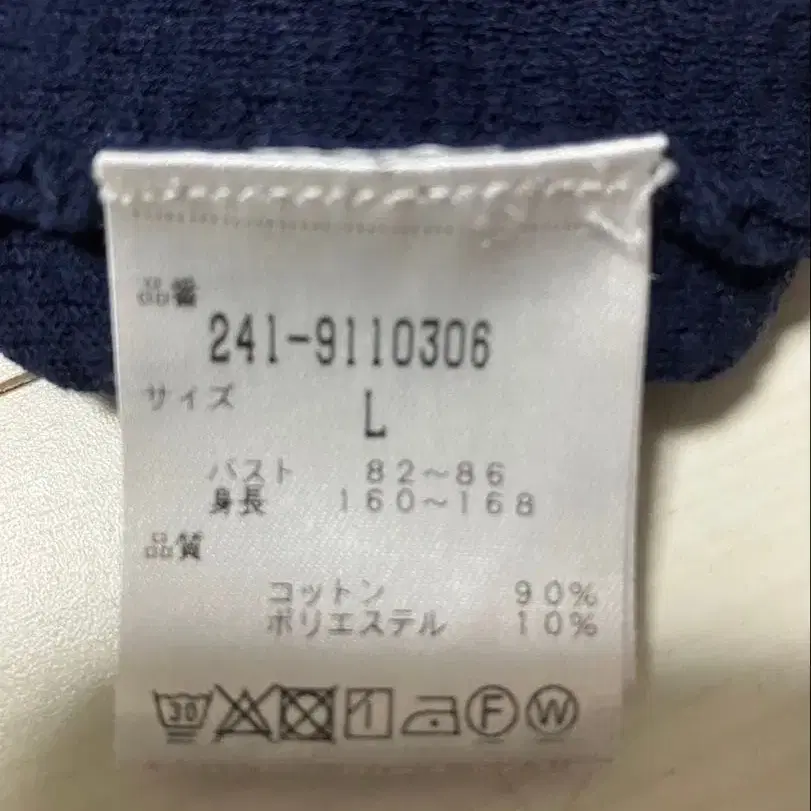 品番
241-9110306
サイズ
L
バスト 82~86
身長 160~168
品質
コットン 90%
ポリエステル 10%
30 F W